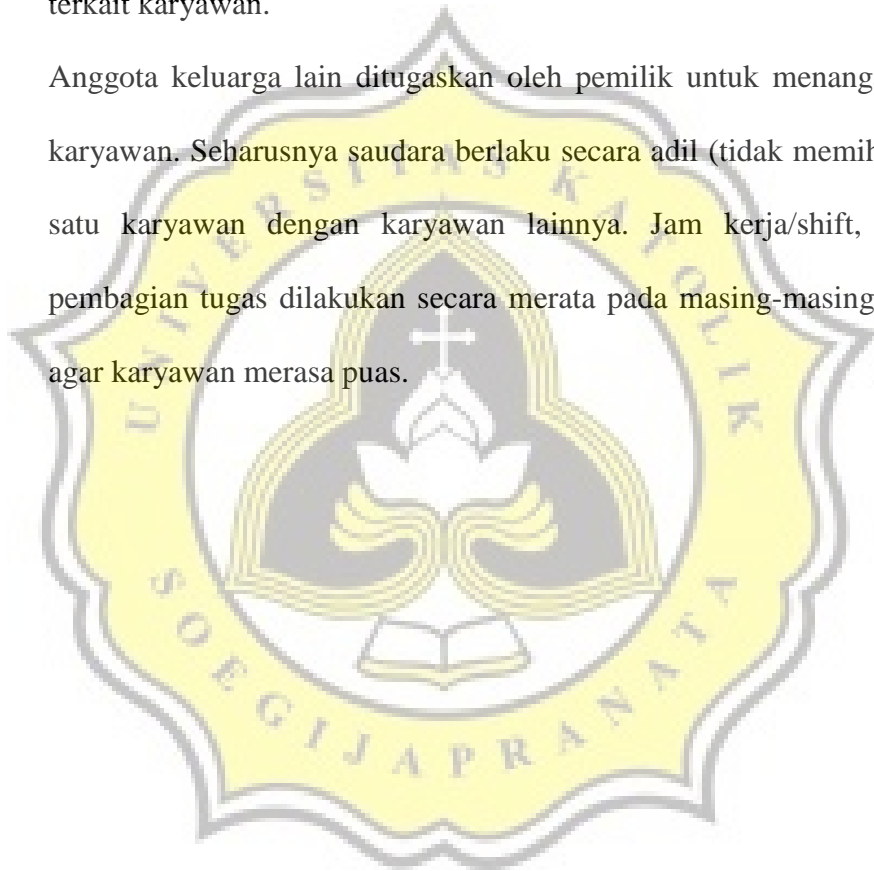 terkait karyawan.
Anggota keluarga lain ditugaskan oleh pemilik untuk menang
karyawan. Seharusnya saudara berlaku secara adil (tidak memih
satu karyawan dengan karyawan lainnya. Jam kerja/shift,
pembagian tugas dilakukan secara merata pada masing-masing
agar karyawan merasa puas.
UNIVERSITAS KATOLIK
SOEGIJAPRANATA